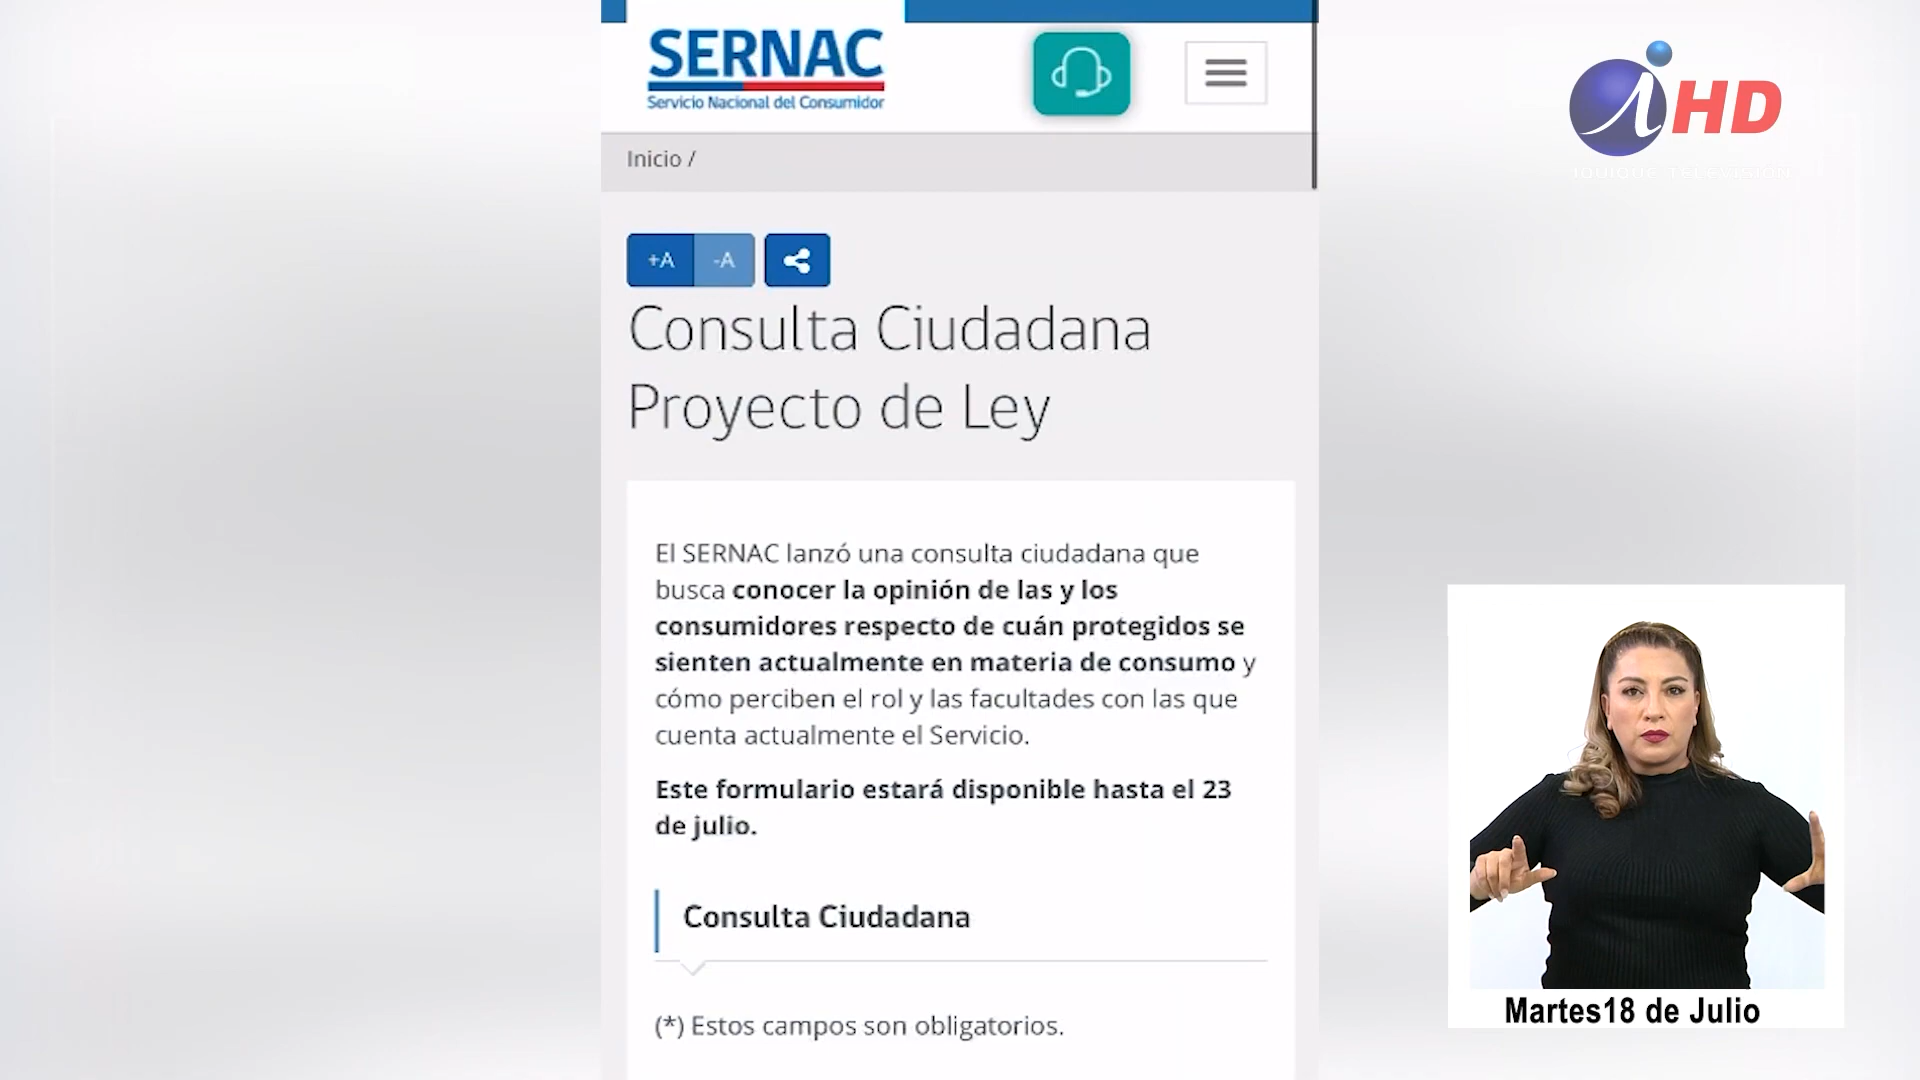 SERNAC
Servicio Nacional del Consumidor
Inicio /
+A -A
Consulta Ciudadana
Proyecto de Ley
El SERNAC lanzó una consulta ciudadana que
busca conocer la opinión de las y los
consumidores respecto de cuán protegidos se
sienten actualmente en materia de consumo y
cómo perciben el rol y las facultades con las que
cuenta actualmente el Servicio.
Este formulario estará disponible hasta el 23
de julio.
Consulta Ciudadana
(*) Estos campos son obligatorios.
i HD
IQUIQUE TELEVISIÓN
Martes18 de Julio